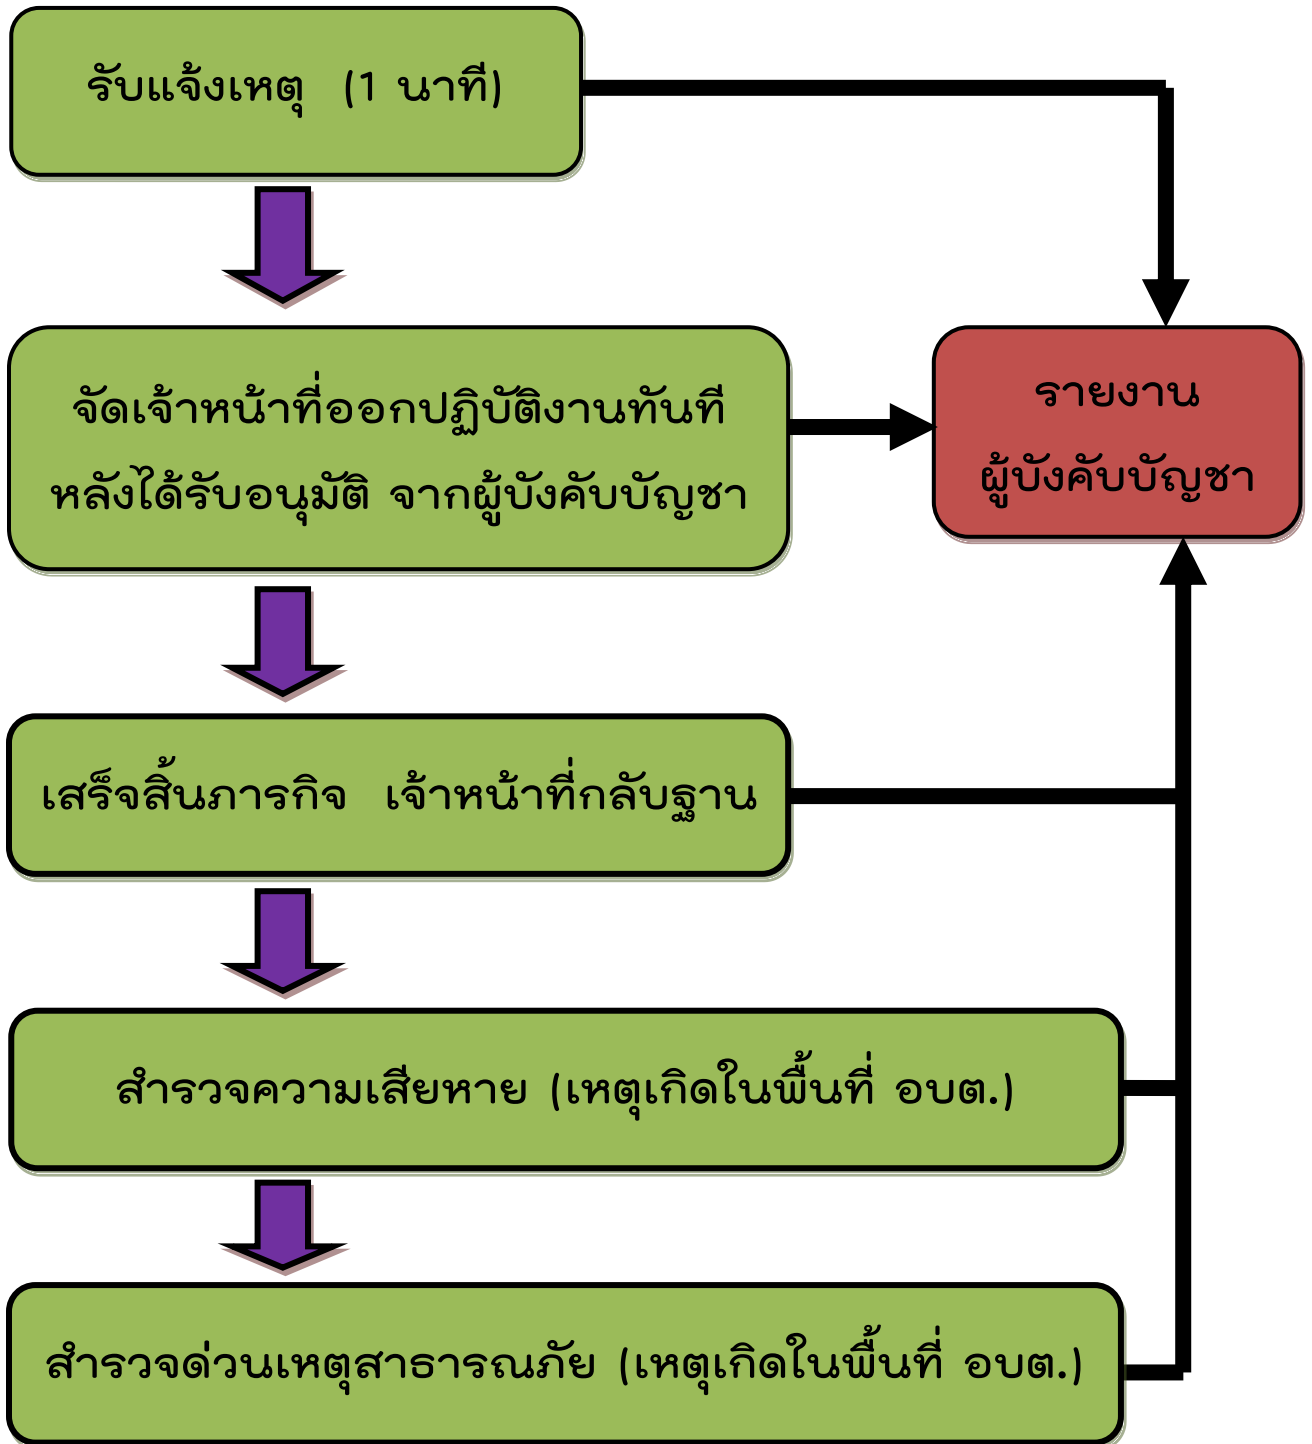 รับแจ้งเหตุ (1 นาที)
จัดเจ้าหน้าที่ออกปฏิบัติงานทันที
หลังได้รับอนุมัติ จากผู้บังคับบัญชา
รายงาน
ผู้บังคับบัญชา
เสร็จสิ้นภารกิจ เจ้าหน้าที่กลับฐาน
สำรวจความเสียหาย (เหตุเกิดในพื้นที่ อบต.)
สำรวจด่วนเหตุสาธารณภัย (เหตุเกิดในพื้นที่ อบต.)